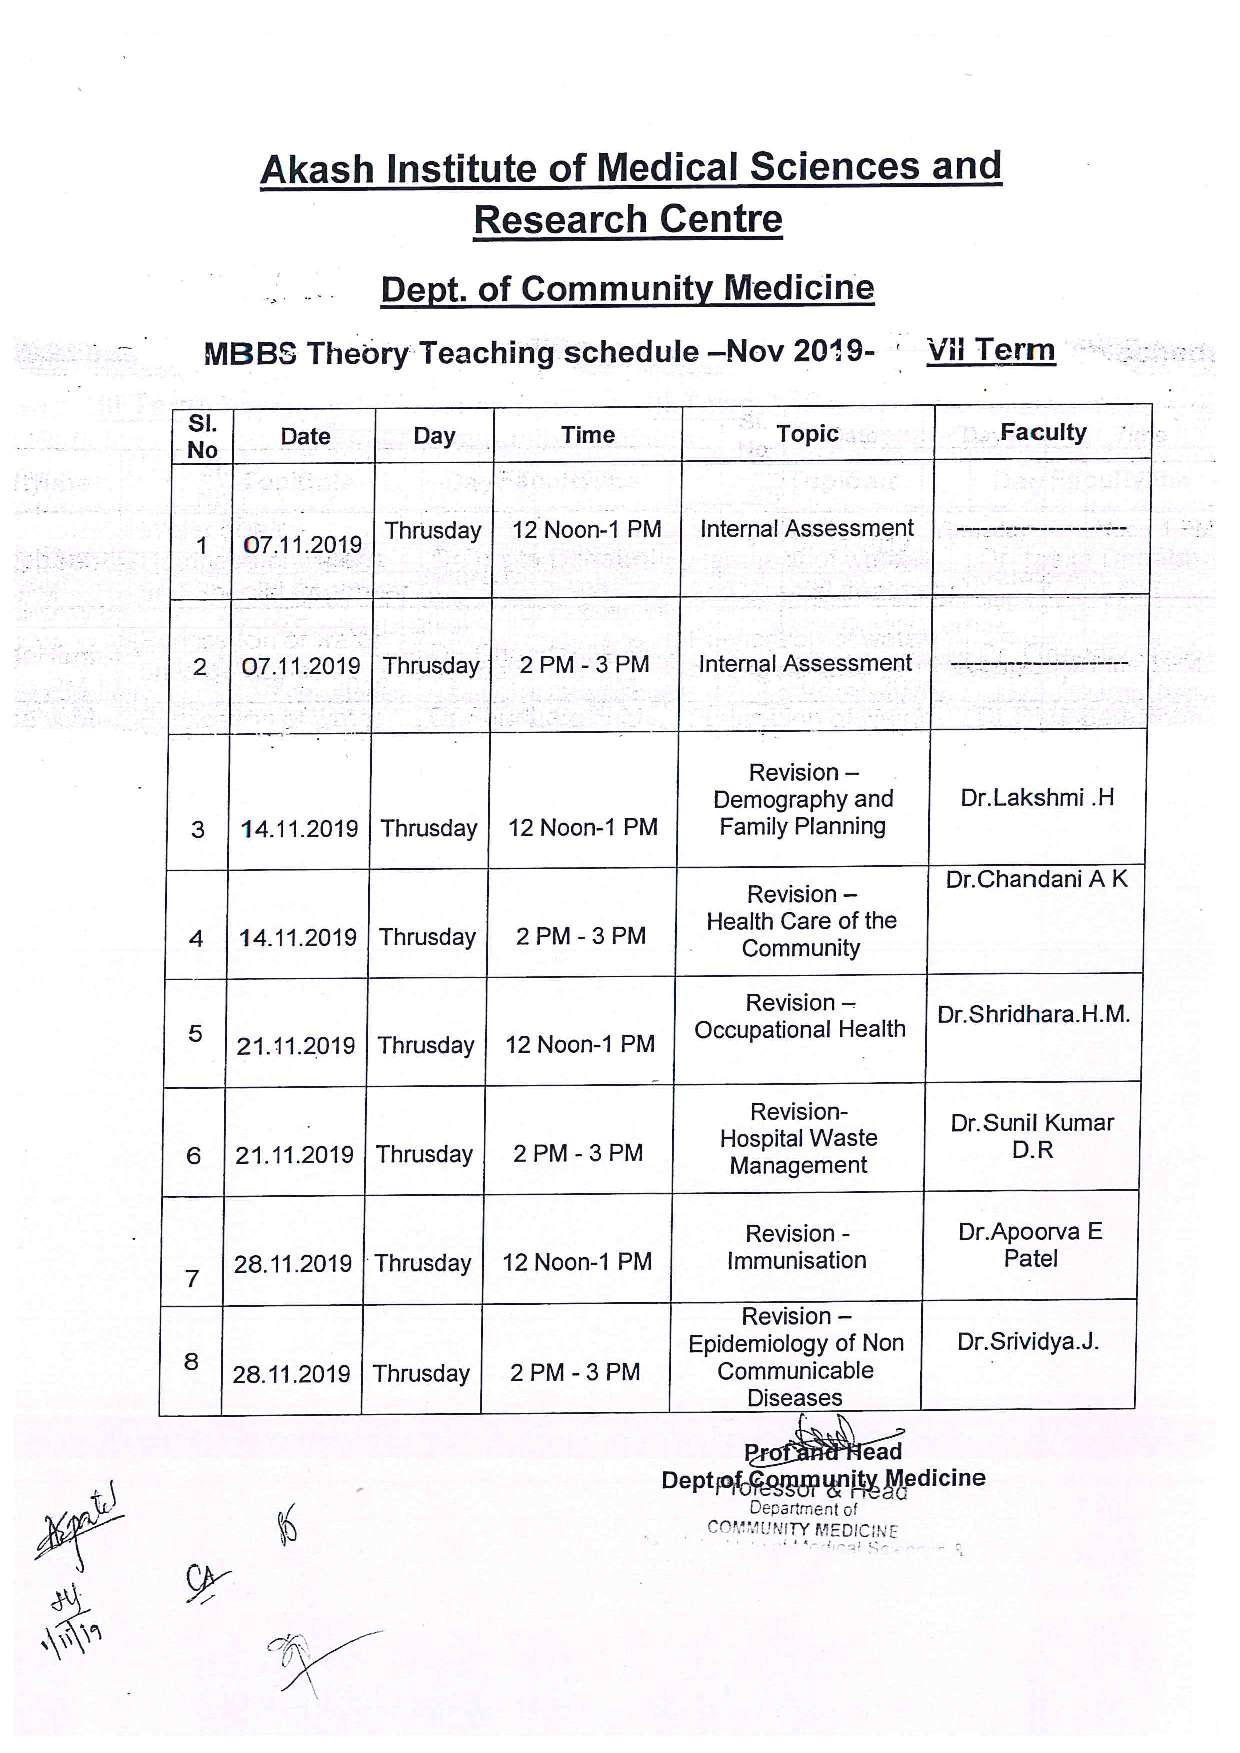 Akash Institute of Medical Sciences and
Research Centre
Dept. of Community Medicine
MBBS Theory Teaching schedule –Nov 2019- VII Term
Sl. No Date Day Time Topic Faculty
1 07.11.2019 Thrusday 12 Noon-1 PM Internal Assessment ---------------------
2 07.11.2019 Thrusday 2 PM - 3 PM Internal Assessment ---------------------
3 14.11.2019 Thrusday 12 Noon-1 PM Revision – Demography and Family Planning Dr.Lakshmi .H
4 14.11.2019 Thrusday 2 PM - 3 PM Revision – Health Care of the Community Dr.Chandani A K
5 21.11.2019 Thrusday 12 Noon-1 PM Revision – Occupational Health Dr.Shridhara.H.M.
6 21.11.2019 Thrusday 2 PM - 3 PM Revision- Hospital Waste Management Dr.Sunil Kumar D.R
7 28.11.2019 Thrusday 12 Noon-1 PM Revision - Immunisation Dr.Apoorva E Patel
8 28.11.2019 Thrusday 2 PM - 3 PM Revision – Epidemiology of Non Communicable Diseases Dr.Srividya.J.
Prof and Head
Dept of Community Medicine
Professor & Head
Department of
COMMUNITY MEDICINE
CA
1/11/19